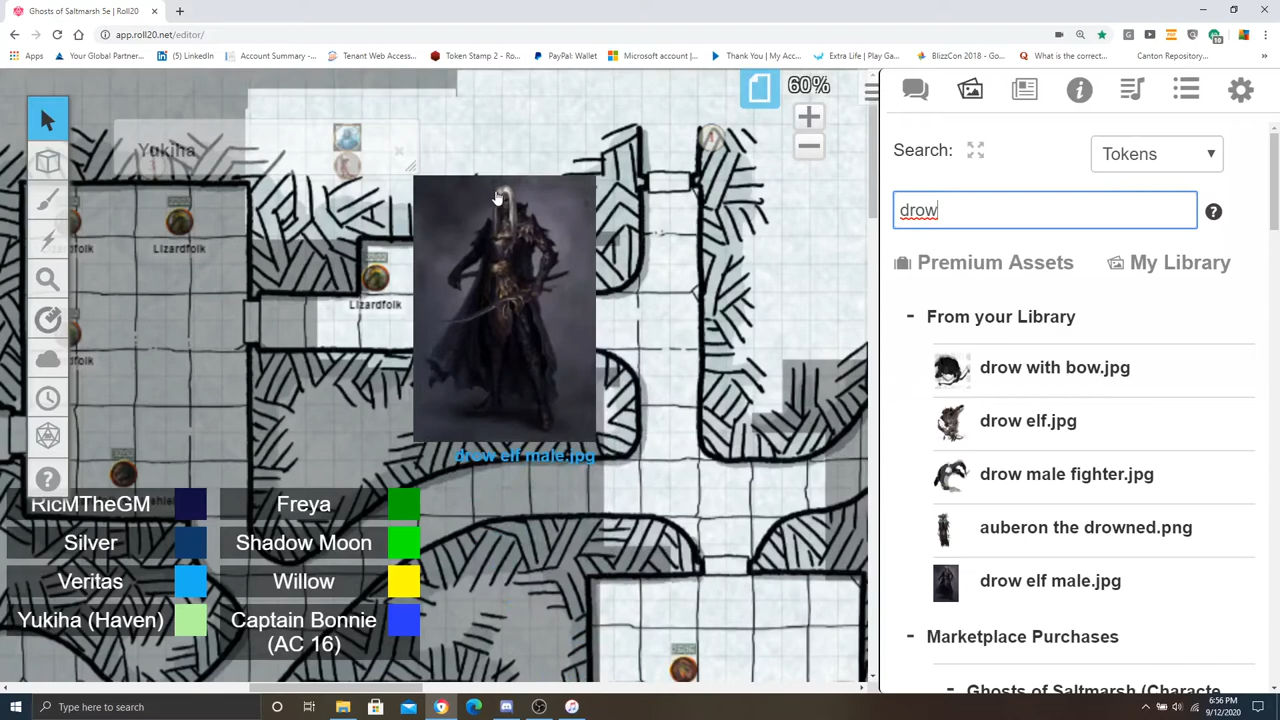 Ghosts of Saltmarsh 5e | Roll20
app.roll20.net/editor/
Apps
Your Global Partner...
(5) LinkedIn
Account Summary -...
Tenant Web Access...
Token Stamp 2 - Ro...
PayPal: Wallet
Microsoft account |...
Thank You | My Acc...
Extra Life | Play Ga...
BlizzCon 2018 - Go...
What is the correct...
Canton Repository...
60%
Yukiha
Lizardfolk
Lizardfolk
Lizardfolk
drow elf male.jpg
RicMTheGM
Freya
Silver
Shadow Moon
Veritas
Willow
Yukiha (Haven)
Captain Bonnie
(AC 16)
Search:
Tokens
drow
Premium Assets
My Library
From your Library
drow with bow.jpg
drow elf.jpg
drow male fighter.jpg
auberon the drowned.png
drow elf male.jpg
Marketplace Purchases
Ghosts of Saltmarsh (Characte
Type here to search
6:56 PM
9/12/2020